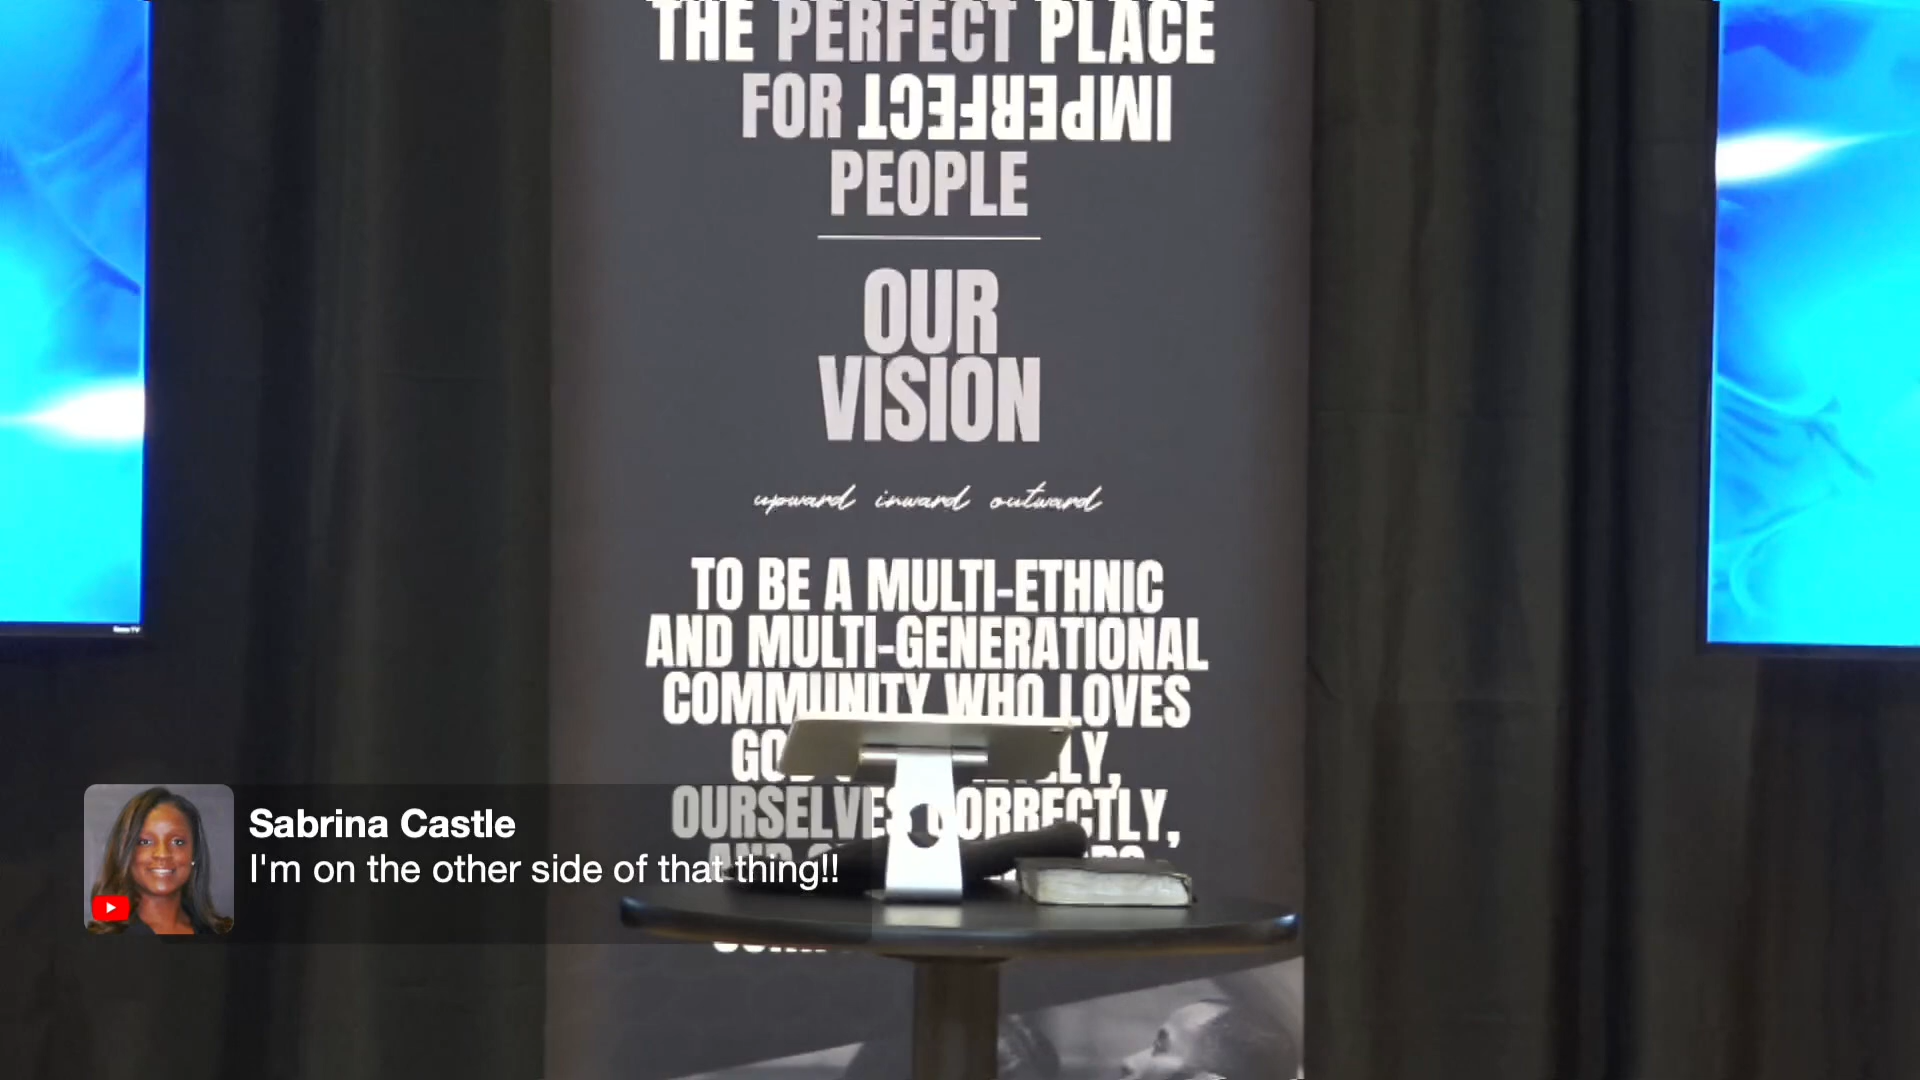 THE PERFECT PLACE
FOR IMPERFECT
PEOPLE
OUR
VISION
upward inward outward
TO BE A MULTI-ETHNIC
AND MULTI-GENERATIONAL
COMMUNITY WHO LOVES
OURSELVES CORRECTLY,
Sabrina Castle
I'm on the other side of that thing!!